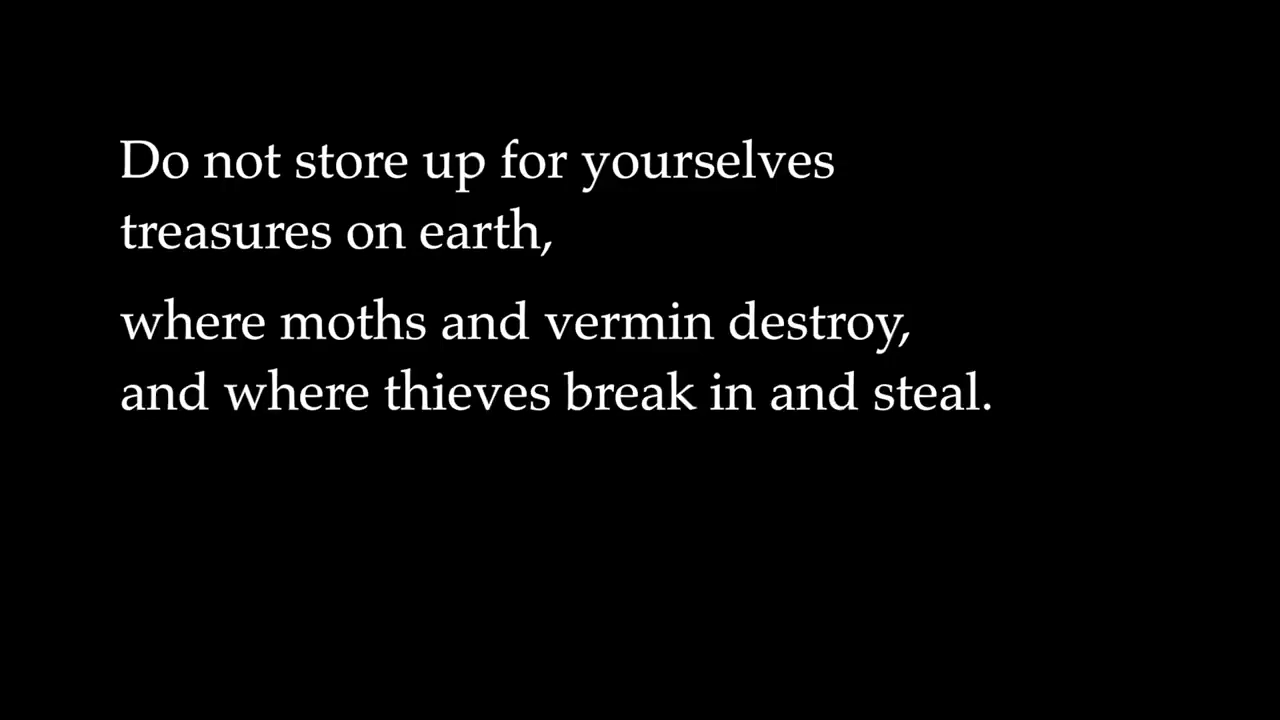 Do not store up for yourselves
treasures on earth,
where moths and vermin destroy,
and where thieves break in and steal.